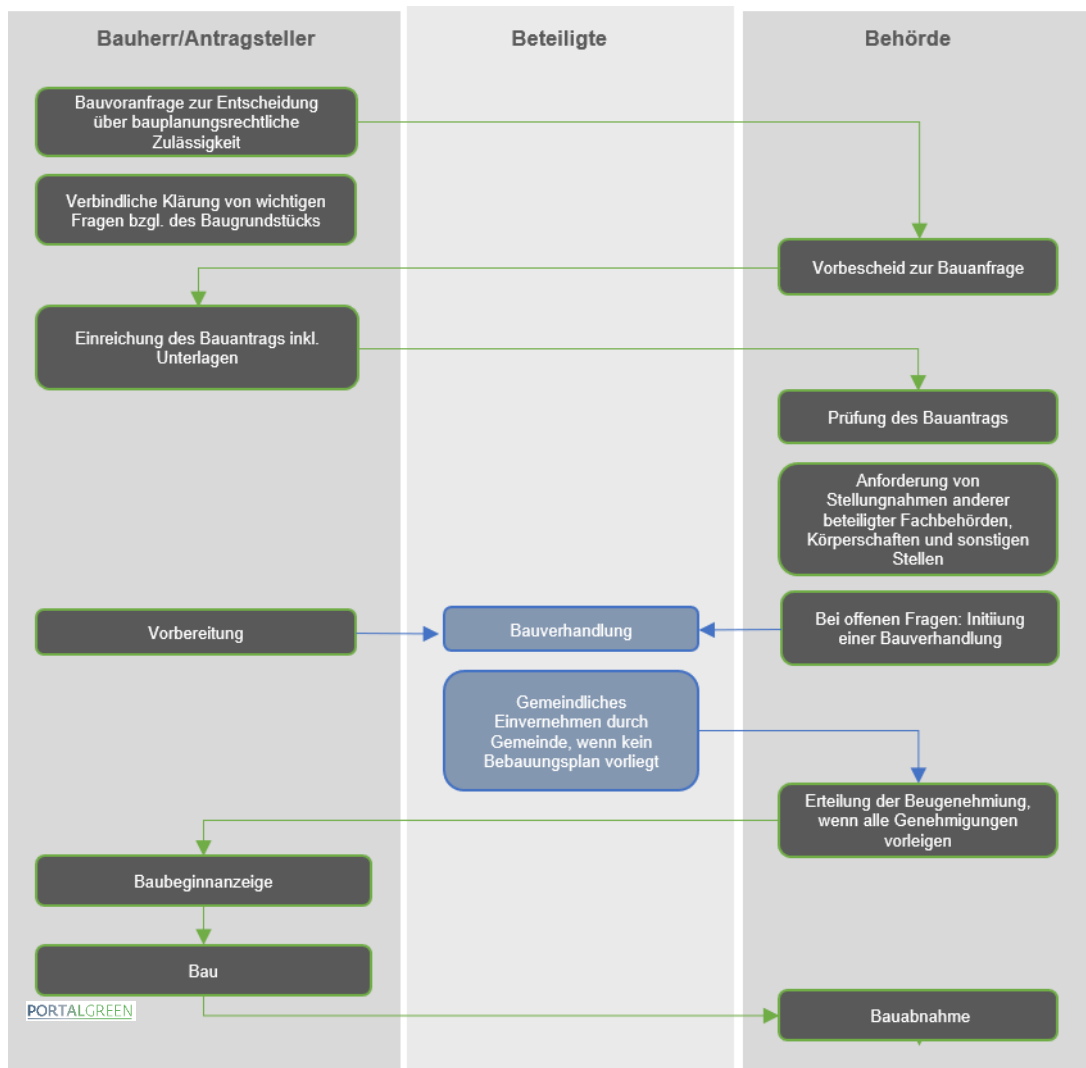 Bauherr/Antragsteller
Beteiligte
Behörde
Bauvoranfrage zur Entscheidung
über bauplanungsrechtliche
Zulässigkeit
Verbindliche Klärung von wichtigen
Fragen bzgl. des Baugrundstücks
Vorbescheid zur Bauanfrage
Einreichung des Bauantrags inkl.
Unterlagen
Prüfung des Bauantrags
Anforderung von
Stellungnahmen anderer
beteiligter Fachbehörden,
Körperschaften und sonstigen
Stellen
Vorbereitung
Bauverhandlung
Bei offenen Fragen: Initiiung
einer Bauverhandlung
Gemeindliches
Einvernehmen durch
Gemeinde, wenn kein
Bebauungsplan vorliegt
Erteilung der Beugenehmiung,
wenn alle Genehmigungen
vorleigen
Baubeginnanzeige
Bau
PORTALGREEN
Bauabnahme